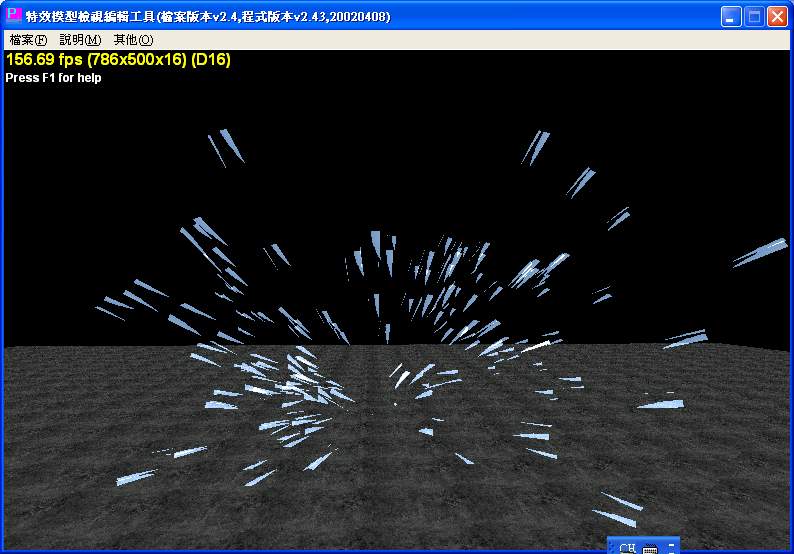 特效模型檢視編輯工具(檔案版本v2.4,程式版本v2.43,20020408)
檔案(F) 說明(M) 其他(O)
156.69 fps (786x500x16) (D16)
Press F1 for help
CH